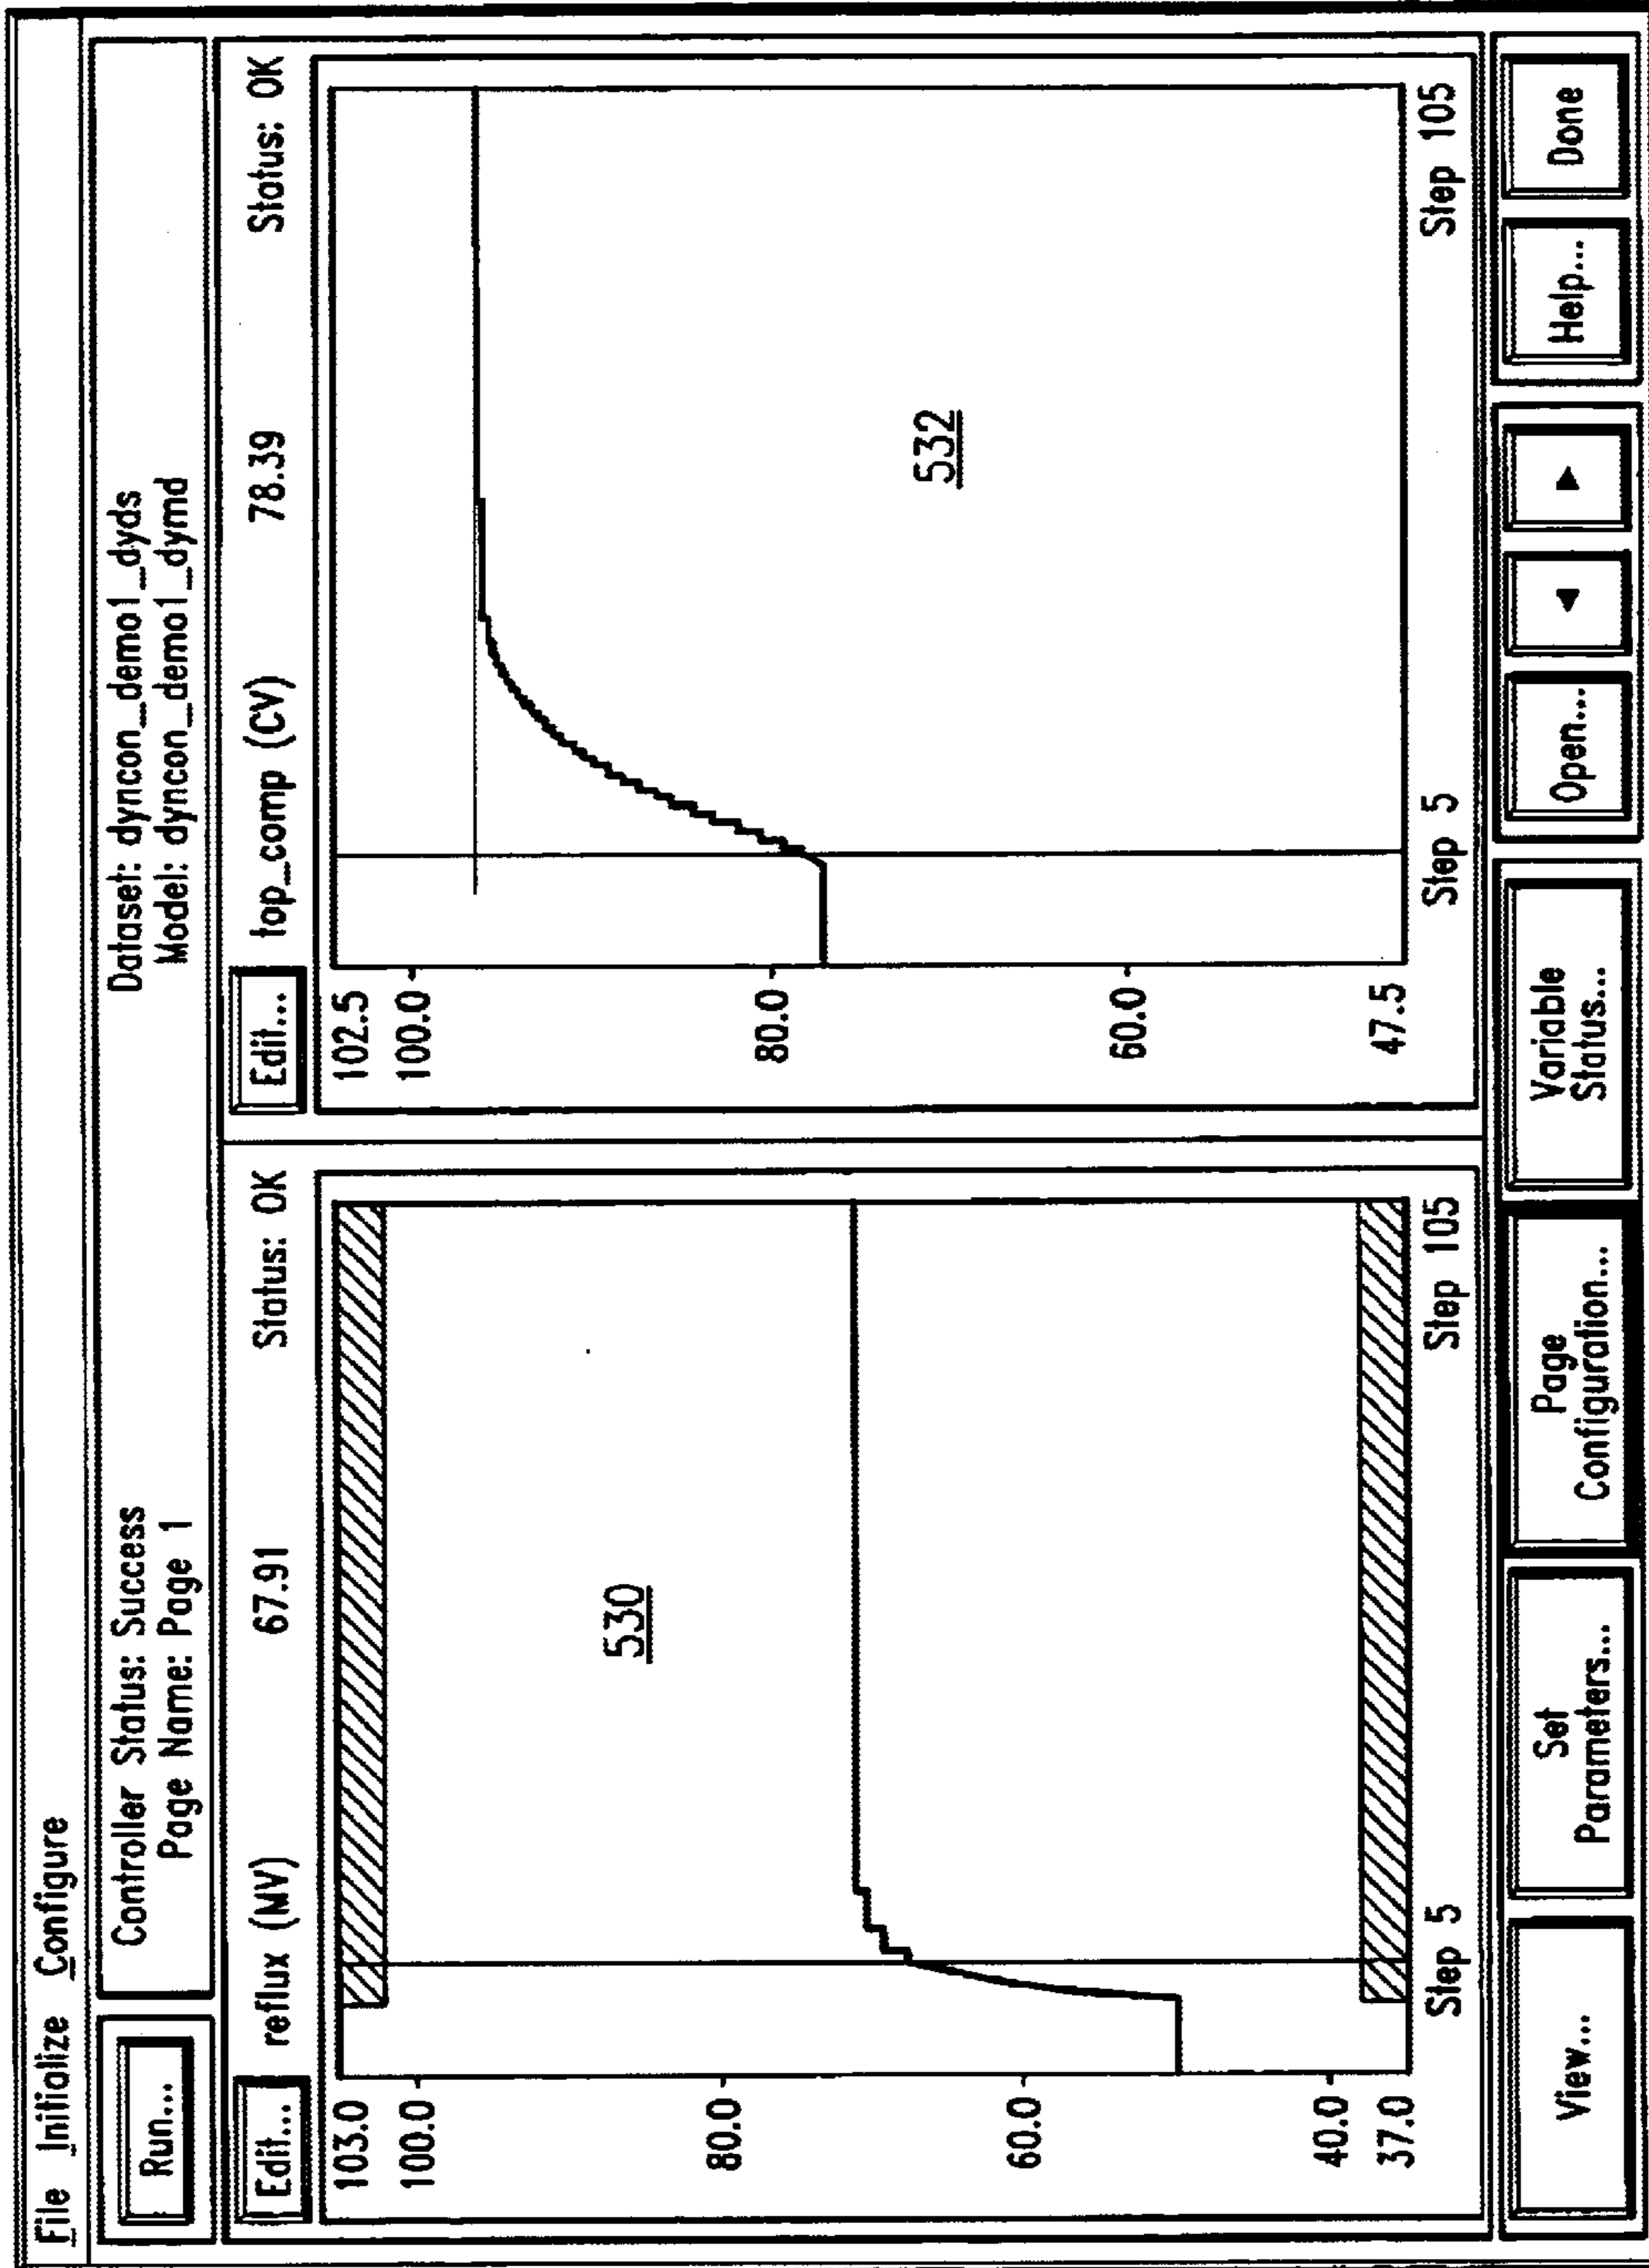 File Initialize Configure
Run...
Controller Status: Success
Page Name: Page 1
Dataset: dyncon_demo1_dyds
Model: dyncon_demo1_dymd
Edit... reflux (MV) 67.91 Status: OK
103.0
100.0
80.0
60.0
40.0
37.0
530
Step 5 Step 105
Edit... top_comp (CV) 78.39 Status: OK
102.5
100.0
80.0
60.0
47.5
532
Step 5 Step 105
View...
Set
Parameters...
Page
Configuration...
Variable
Status...
Open...
Help...
Done